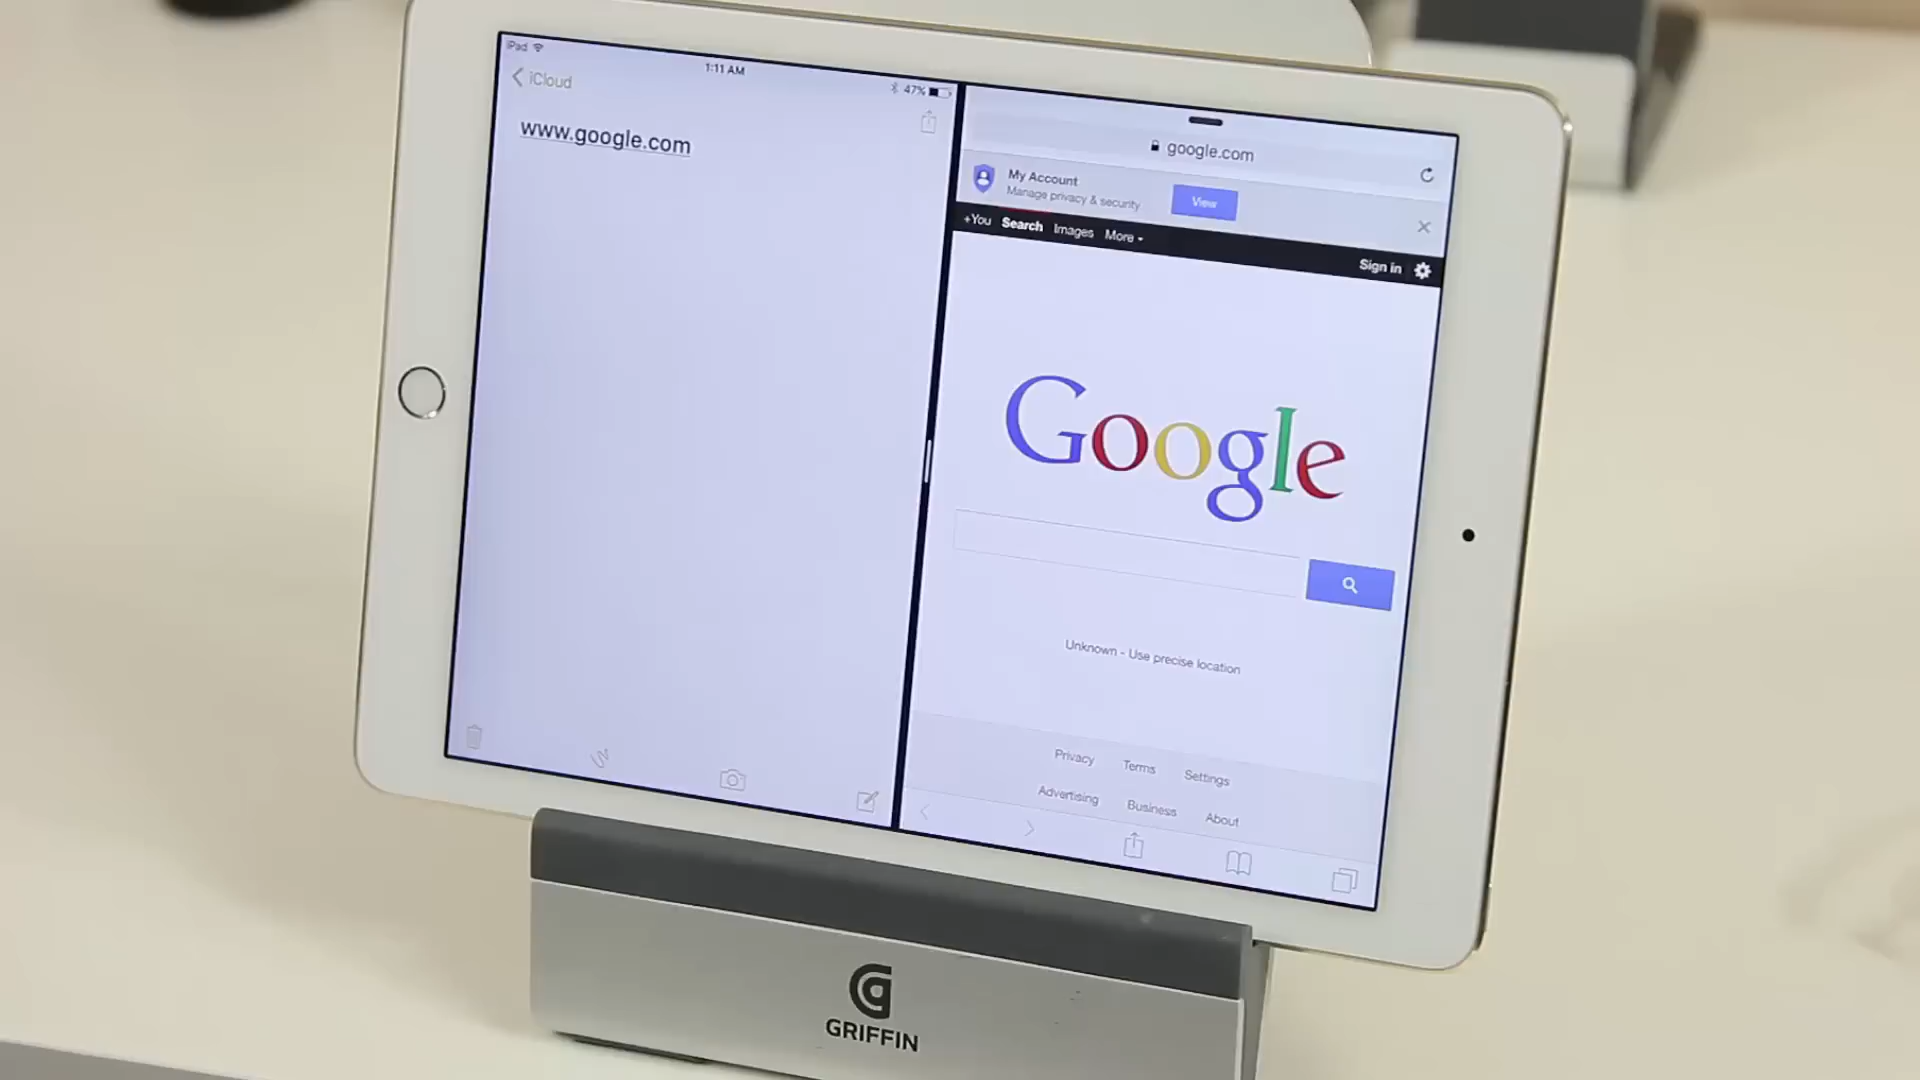 iPad
1:11 AM
47%
iCloud
www.google.com
google.com
My Account
Manage privacy & security
View
+You Search Images More
Sign in
Google
Unknown - Use precise location
Privacy Terms Settings
Advertising Business About
GRIFFIN